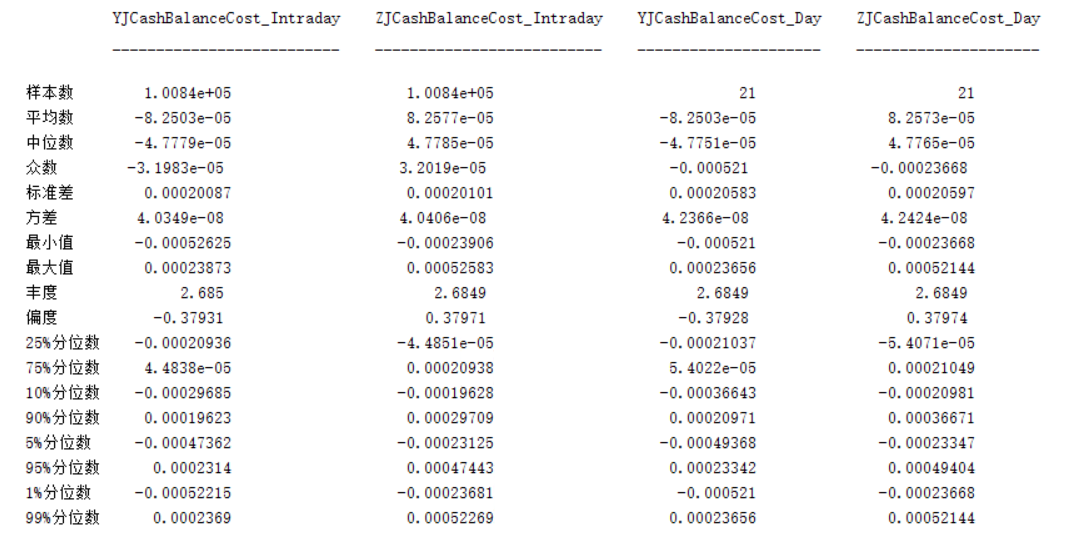 YJCashBalanceCost_Intraday ZJCashBalanceCost_Intraday YJCashBalanceCost_Day ZJCashBalanceCost_Day
样本数 1.0084e+05 1.0084e+05 21 21
平均数 -8.2503e-05 8.2577e-05 -8.2503e-05 8.2573e-05
中位数 -4.7779e-05 4.7785e-05 -4.7751e-05 4.7765e-05
众数 -3.1983e-05 3.2019e-05 -0.000521 -0.00023668
标准差 0.00020087 0.00020101 0.00020583 0.00020597
方差 4.0349e-08 4.0406e-08 4.2366e-08 4.2424e-08
最小值 -0.00052625 -0.00023906 -0.000521 -0.00023668
最大值 0.00023873 0.00052583 0.00023656 0.00052144
丰度 2.685 2.6849 2.6849 2.6849
偏度 -0.37931 0.37971 -0.37928 0.37974
25%分位数 -0.00020936 -4.4851e-05 -0.00021037 -5.4071e-05
75%分位数 4.4838e-05 0.00020938 5.4022e-05 0.00021049
10%分位数 -0.00029685 -0.00019628 -0.00036643 -0.00020981
90%分位数 0.00019623 0.00029709 0.00020971 0.00036671
5%分位数 -0.00047362 -0.00023125 -0.00049368 -0.00023347
95%分位数 0.0002314 0.00047443 0.00023342 0.00049404
1%分位数 -0.00052215 -0.00023681 -0.000521 -0.00023668
99%分位数 0.0002369 0.00052269 0.00023656 0.00052144